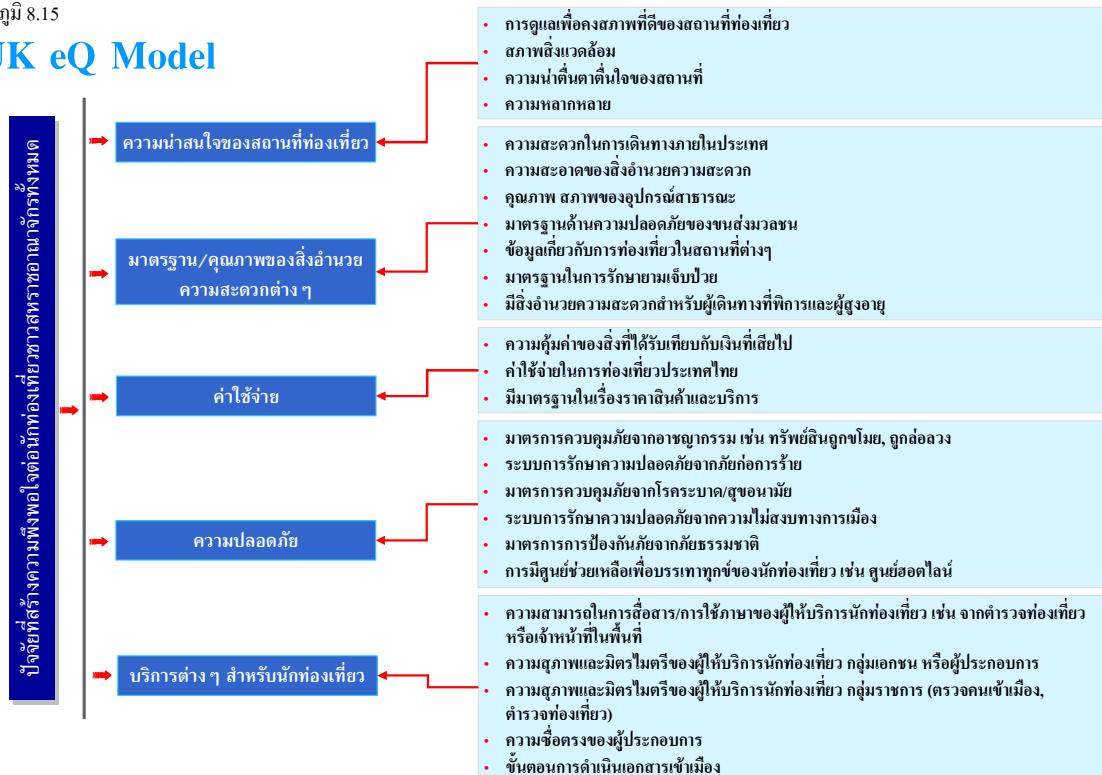 ภูมิ 8.15
UK eQ Model
ปัจจัยที่สร้างความพึงพอใจต่อนักท่องเที่ยวชาวสหราชอาณาจักรทั้งหมด
ความน่าสนใจของสถานที่ท่องเที่ยว
• การดูแลเพื่อคงสภาพที่ดีของสถานที่ท่องเที่ยว
• สภาพสิ่งแวดล้อม
• ความน่าตื่นตาตื่นใจของสถานที่
• ความหลากหลาย
มาตรฐาน/คุณภาพของสิ่งอำนวย
ความสะดวกต่าง ๆ
• ความสะดวกในการเดินทางภายในประเทศ
• ความสะอาดของสิ่งอำนวยความสะดวก
• คุณภาพ สภาพของอุปกรณ์สาธารณะ
• มาตรฐานด้านความปลอดภัยของขนส่งมวลชน
• ข้อมูลเกี่ยวกับการท่องเที่ยวในสถานที่ต่างๆ
• มาตรฐานในการรักษายามเจ็บป่วย
• มีสิ่งอำนวยความสะดวกสำหรับผู้เดินทางที่พิการและผู้สูงอายุ
ค่าใช้จ่าย
• ความคุ้มค่าของสิ่งที่ได้รับเทียบกับเงินที่เสียไป
• ค่าใช้จ่ายในการท่องเที่ยวประเทศไทย
• มีมาตรฐานในเรื่องราคาสินค้าและบริการ
ความปลอดภัย
• มาตรการควบคุมภัยจากอาชญากรรม เช่น ทรัพย์สินถูกขโมย, ถูกล่อลวง
• ระบบการรักษาความปลอดภัยจากภัยก่อการร้าย
• มาตรการควบคุมภัยจากโรคระบาด/สุขอนามัย
• ระบบการรักษาความปลอดภัยจากความไม่สงบทางการเมือง
• มาตรการการป้องกันภัยจากภัยธรรมชาติ
• การมีศูนย์ช่วยเหลือเพื่อบรรเทาทุกข์ของนักท่องเที่ยว เช่น ศูนย์ฮอตไลน์
บริการต่าง ๆ สำหรับนักท่องเที่ยว
• ความสามารถในการสื่อสาร/การใช้ภาษาของผู้ให้บริการนักท่องเที่ยว เช่น จากตำรวจท่องเที่ยว
หรือเจ้าหน้าที่ในพื้นที่
• ความสุภาพและมิตรไมตรีของผู้ให้บริการนักท่องเที่ยว กลุ่มเอกชน หรือผู้ประกอบการ
• ความสุภาพและมิตรไมตรีของผู้ให้บริการนักท่องเที่ยว กลุ่มราชการ (ตรวจคนเข้าเมือง,
ตำรวจท่องเที่ยว)
• ความซื่อตรงของผู้ประกอบการ
• ขั้นตอนการดำเนินเอกสารเข้าเมือง